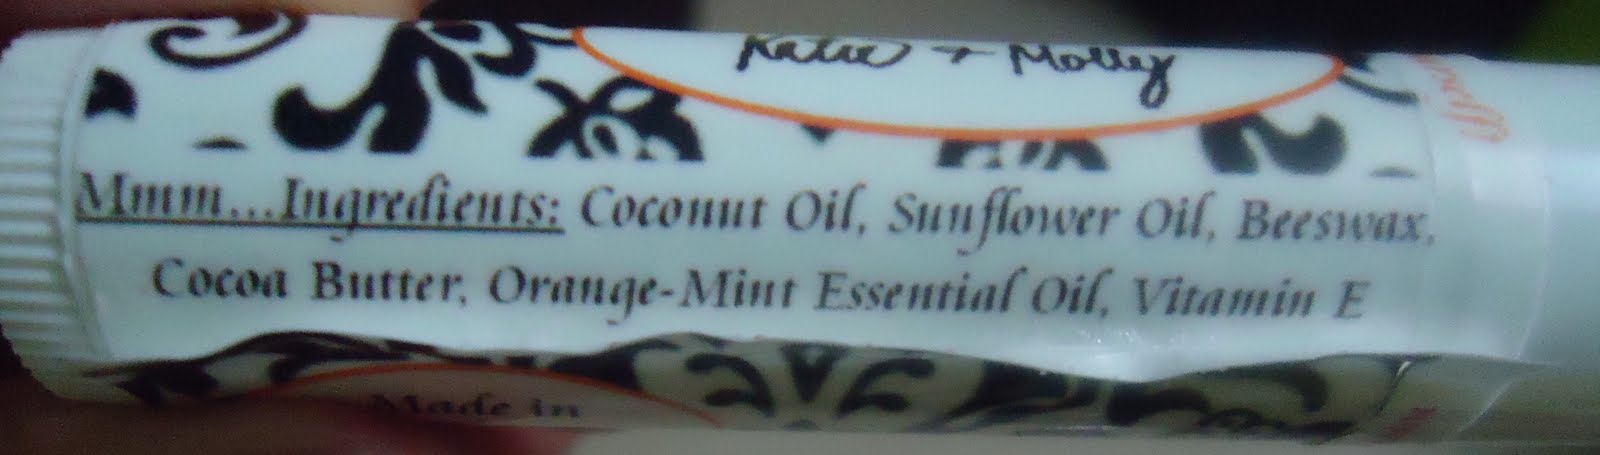 Katie + Molly
Mmm...Ingredients: Coconut Oil, Sunflower Oil, Beeswax,
Cocoa Butter, Orange-Mint Essential Oil, Vitamin E
Made in